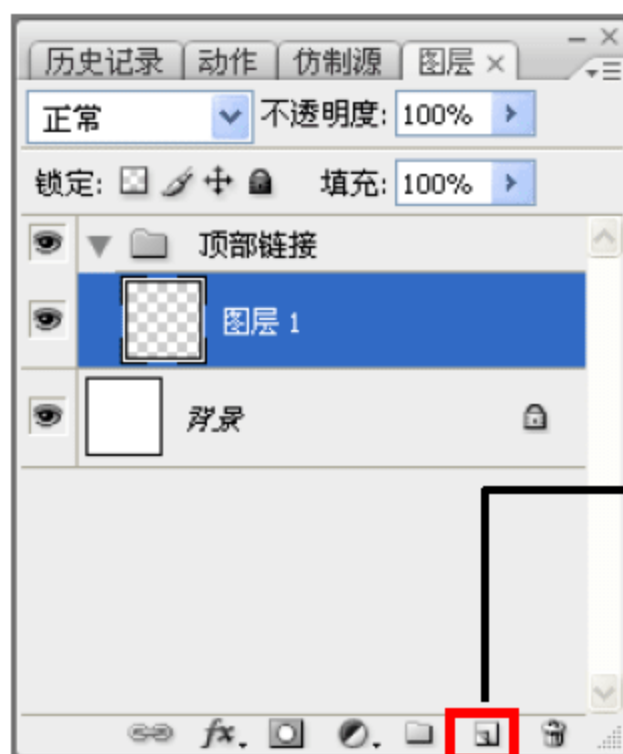 历史记录 动作 仿制源 图层
正常 不透明度: 100%
锁定: 填充: 100%
顶部链接
图层 1
背景
fx.